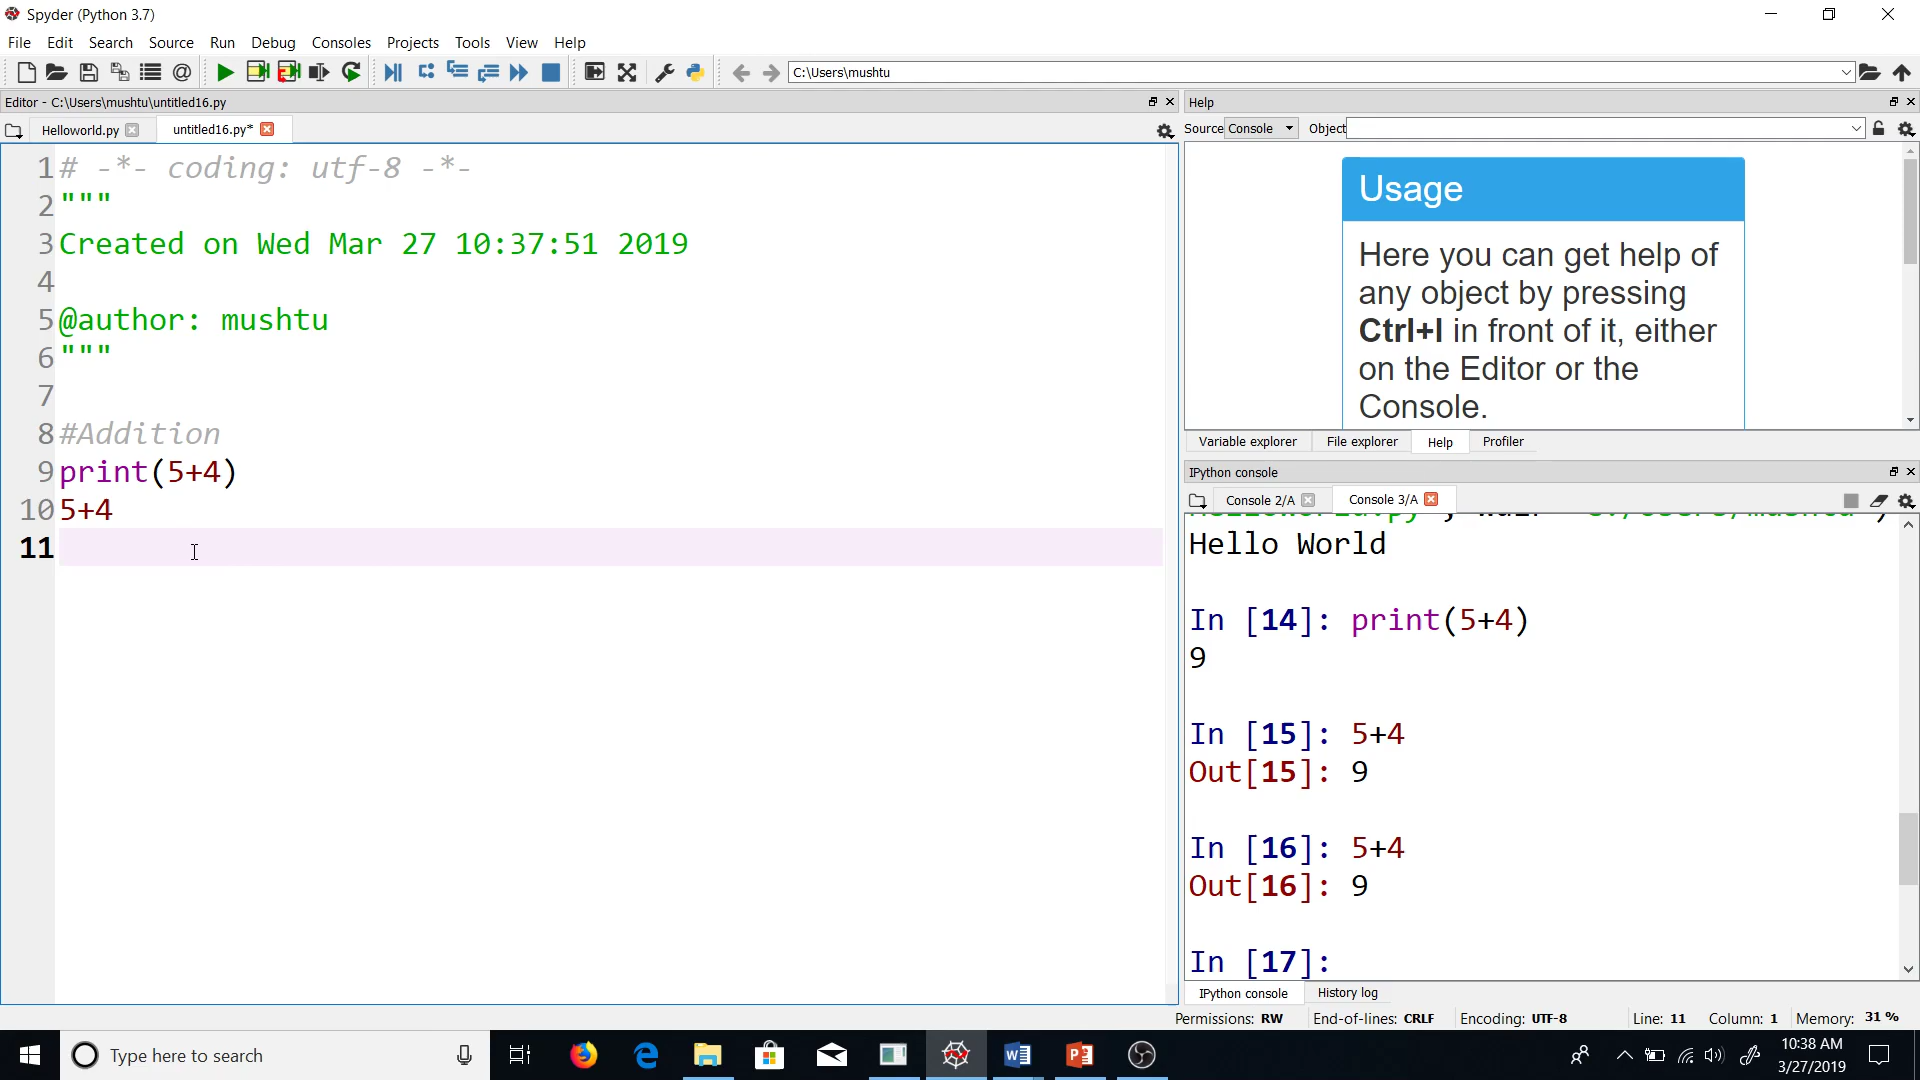 Spyder (Python 3.7)
File Edit Search Source Run Debug Consoles Projects Tools View Help
C:\Users\mushtu
Editor - C:\Users\mushtu\untitled16.py
Helloworld.py
untitled16.py*
1 # -*- coding: utf-8 -*-
2 """
3 Created on Wed Mar 27 10:37:51 2019
4
5 @author: mushtu
6 """
7
8 #Addition
9 print(5+4)
10 5+4
11
Help
Source Console Object
Usage
Here you can get help of
any object by pressing
Ctrl+I in front of it, either
on the Editor or the
Console.
Variable explorer File explorer Help Profiler
IPython console
Console 2/A Console 3/A
Hello World
In [14]: print(5+4)
9
In [15]: 5+4
Out[15]: 9
In [16]: 5+4
Out[16]: 9
In [17]:
IPython console History log
Permissions: RW End-of-lines: CRLF Encoding: UTF-8 Line: 11 Column: 1 Memory: 31 %
Type here to search
10:38 AM
3/27/2019